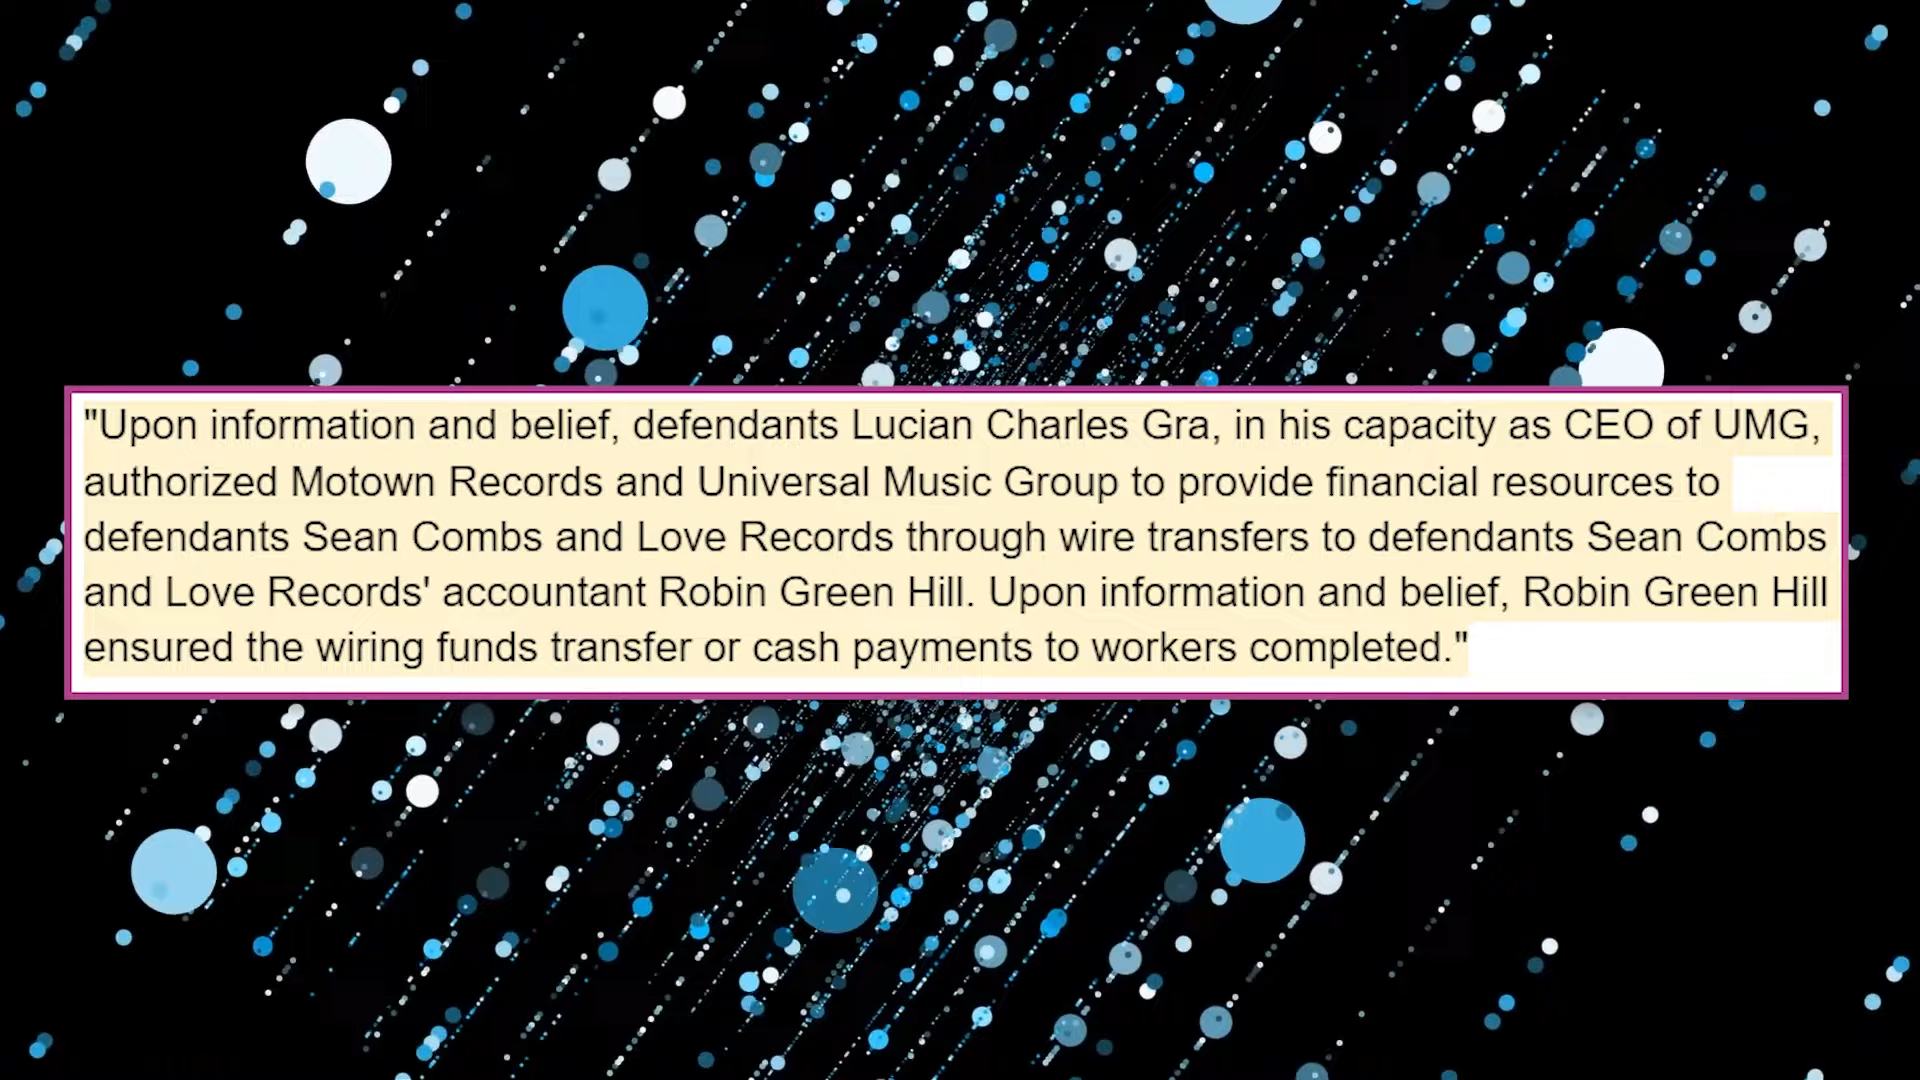 "Upon information and belief, defendants Lucian Charles Gra, in his capacity as CEO of UMG,
authorized Motown Records and Universal Music Group to provide financial resources to
defendants Sean Combs and Love Records through wire transfers to defendants Sean Combs
and Love Records' accountant Robin Green Hill. Upon information and belief, Robin Green Hill
ensured the wiring funds transfer or cash payments to workers completed."